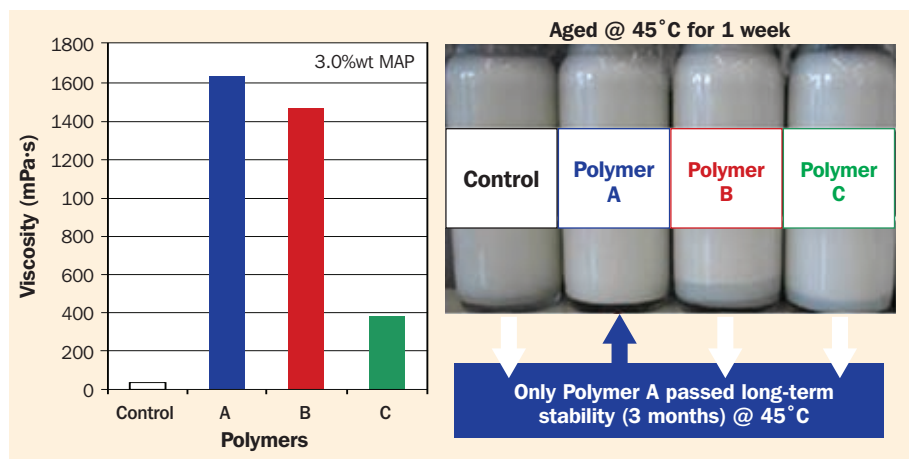 1800
1600
1400
1200
100
800
600
400
200
0
Viscosity (mPa·s)
3.0%wt MAP
Control
A
B
C
Polymers
Aged @ 45˚C for 1 week
Control
Polymer
A
Polymer
B
Polymer
C
Only Polymer A passed long-term
stability (3 months) @ 45˚C